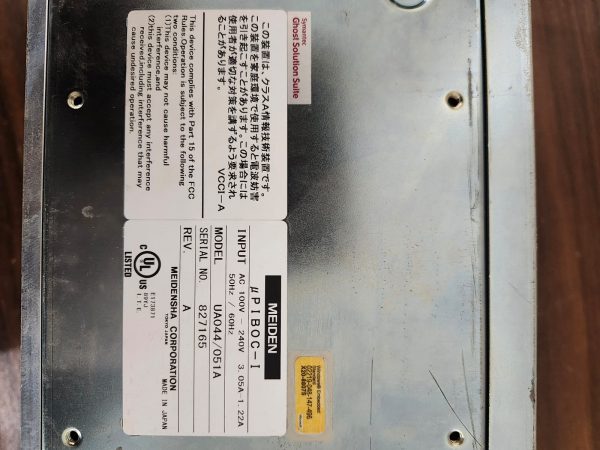 Symantec
Ghost Solution Suite
この装置は、クラスA情報技術装置です。
この装置を家庭環境で使用すると電波妨害
を引き起こすことがあります。この場合には
使用者が適切な対策を講ずるよう要求され
ることがあります。
VCCI-A
This device complies with Part 15 of the FCC
Rules Operation is subject to the following
two conditions:
(1)This device may not cause harmful
interference,and
(2)this device must accept any interference
received,including interference that may
cause undesired operation.
MEIDEN
μPIBOC-I
INPUT AC 100V - 240V 3.05A-1.22A
50Hz / 60Hz
MODEL UA044/051A
SERIAL NO. 827165
REV. A
C UL US
LISTED
E173871
89YJ
I.T.E.
MEIDENSHA CORPORATION
TOKYO JAPAN
MADE IN JAPAN